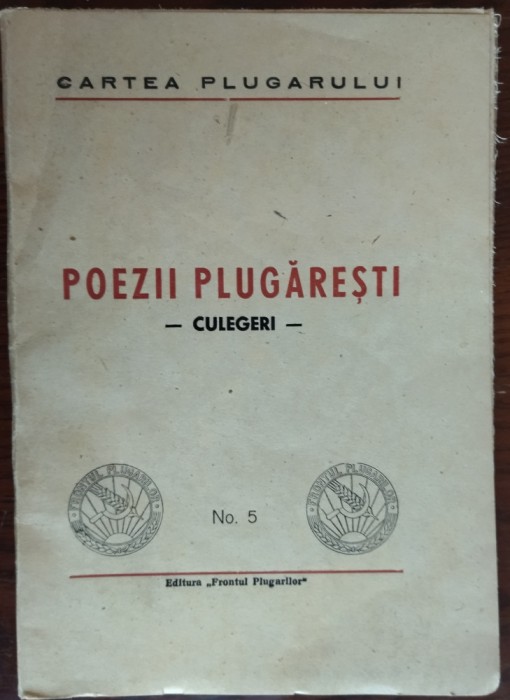 CARTEA PLUGARULUI
POEZII PLUGĂREȘTI
— CULEGERI —
FRONTUL PLUGARILOR
No. 5
FRONTUL PLUGARILOR
Editura „Frontul Plugarilor"